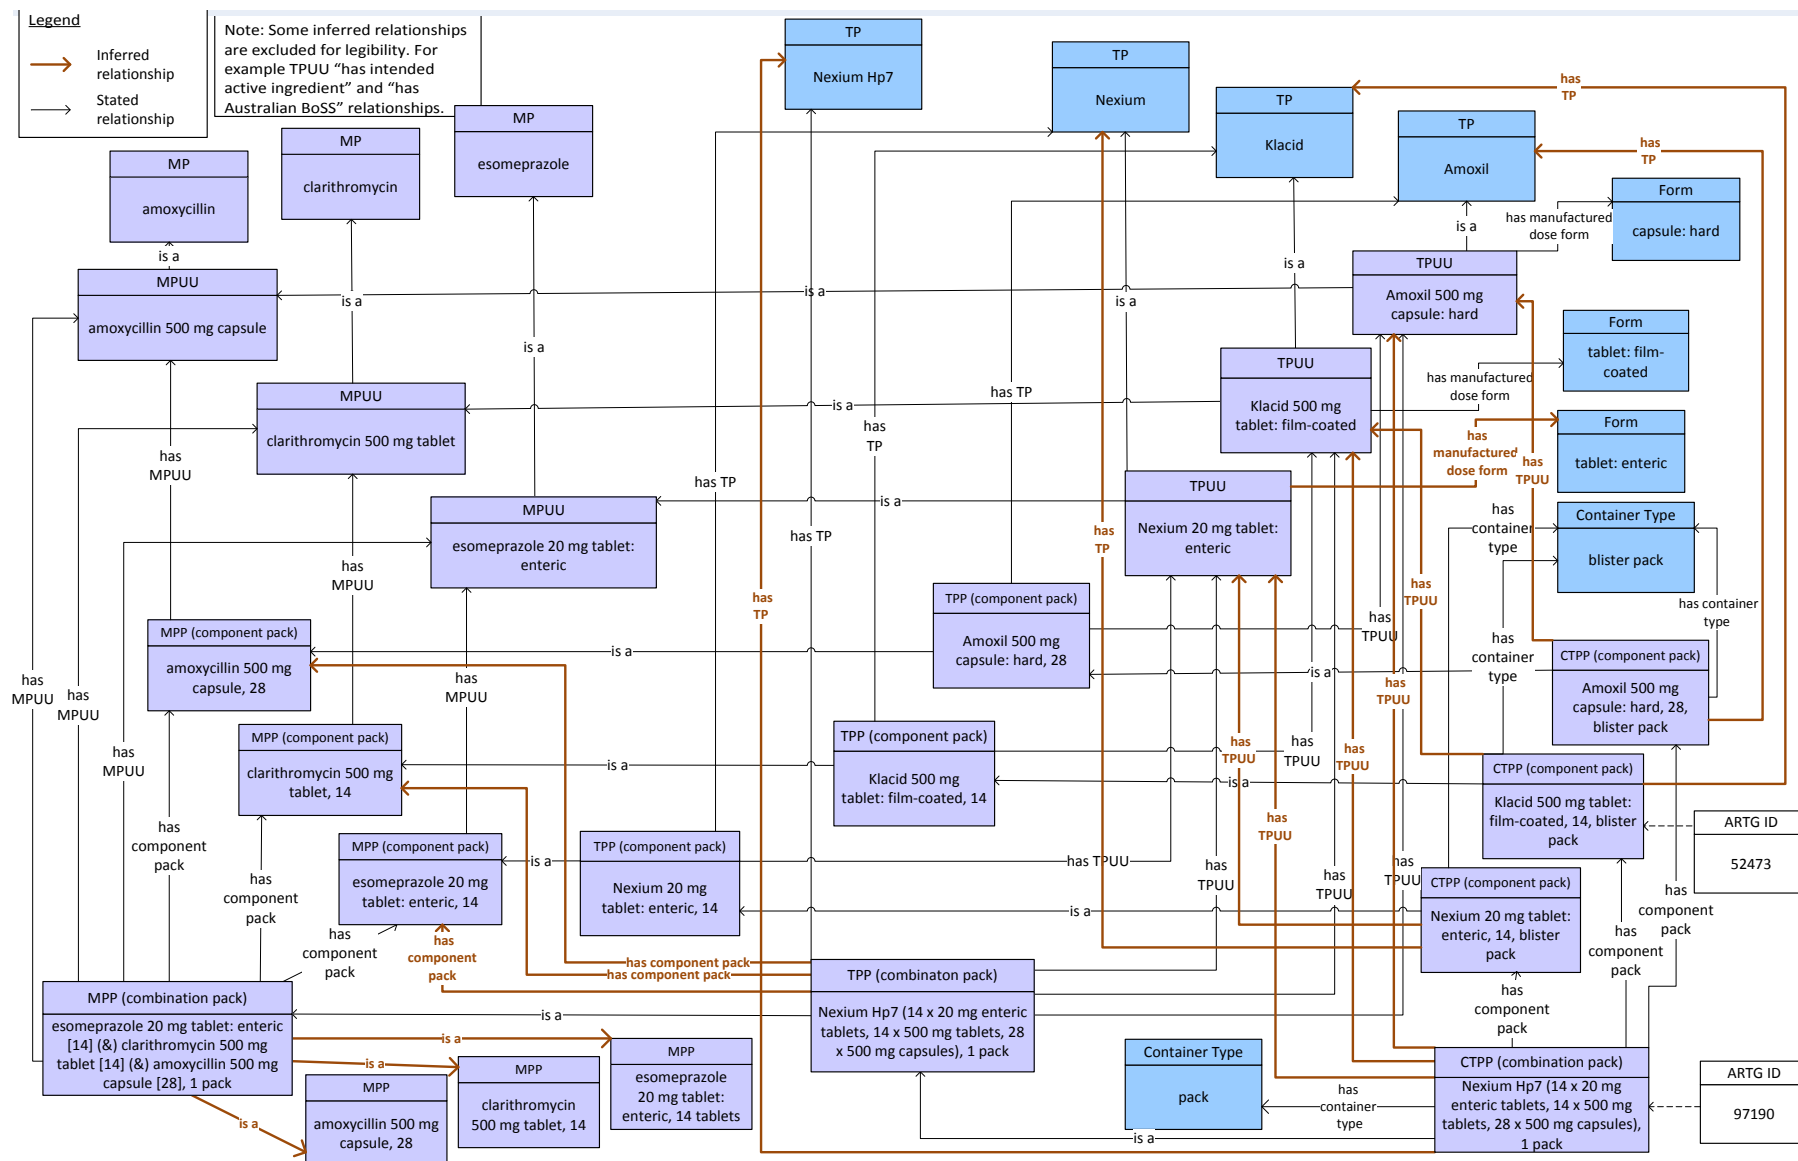 Legend
Inferred
relationship
Stated
relationship
Note: Some inferred relationships
are excluded for legibility. For
example TPUU “has intended
active ingredient” and “has
Australian BoSS” relationships.
TP
Nexium Hp7
TP
Nexium
TP
Klacid
TP
Amoxil
has
TP
has
TP
MP
esomeprazole
MP
clarithromycin
MP
amoxycillin
Form
capsule: hard
has manufactured
dose form
is a
is a
is a
is a
is a
is a
is a
MPUU
amoxycillin 500 mg capsule
TPUU
Amoxil 500 mg
capsule: hard
Form
tablet: film-
coated
TPUU
Klacid 500 mg
tablet: film-coated
has manufactured
dose form
MPUU
clarithromycin 500 mg tablet
is a
has TP
has
TP
Form
tablet: enteric
has
manufactured
dose form
has
TPUU
has
MPUU
has TP
MPUU
esomeprazole 20 mg tablet:
enteric
is a
TPUU
Nexium 20 mg tablet:
enteric
Container Type
blister pack
has
container
type
has TP
has
TP
has
MPUU
has
TP
has
TPUU
TPP (component pack)
Amoxil 500 mg
capsule: hard, 28
has container
type
has
TPUU
has
container
type
MPP (component pack)
amoxycillin 500 mg
capsule, 28
is a
is a
CTPP (component pack)
Amoxil 500 mg
capsule: hard, 28,
blister pack
has
MPUU
has
MPUU
has
MPUU
has
TPUU
has
MPUU
MPP (component pack)
clarithromycin 500 mg
tablet, 14
is a
TPP (component pack)
Klacid 500 mg
tablet: film-coated, 14
has
TPUU
has
TPUU
has
TPUU
is a
CTPP (component pack)
Klacid 500 mg tablet:
film-coated, 14, blister
pack
ARTG ID
52473
has
component
pack
has
TPUU
MPP (component pack)
esomeprazole 20 mg
tablet: enteric, 14
is a
TPP (component pack)
Nexium 20 mg
tablet: enteric, 14
has TPUU
has
TPUU
has
TPUU
has
TPUU
CTPP (component pack)
Nexium 20 mg tablet:
enteric, 14, blister
pack
is a
has
component
pack
has
component
pack
has
component
pack
has
component
pack
has component pack
has component pack
has
component
pack
has
component
pack
MPP (combination pack)
esomeprazole 20 mg tablet: enteric
[14] (&) clarithromycin 500 mg
tablet [14] (&) amoxycillin 500 mg
capsule [28], 1 pack
is a
TPP (combinaton pack)
Nexium Hp7 (14 x 20 mg enteric
tablets, 14 x 500 mg tablets, 28
x 500 mg capsules), 1 pack
is a
is a
is a
MPP
esomeprazole
20 mg tablet:
enteric, 14 tablets
MPP
clarithromycin
500 mg tablet, 14
MPP
amoxycillin 500 mg
capsule, 28
Container Type
pack
has
container
type
is a
CTPP (combination pack)
Nexium Hp7 (14 x 20 mg
enteric tablets, 14 x 500 mg
tablets, 28 x 500 mg capsules),
1 pack
ARTG ID
97190